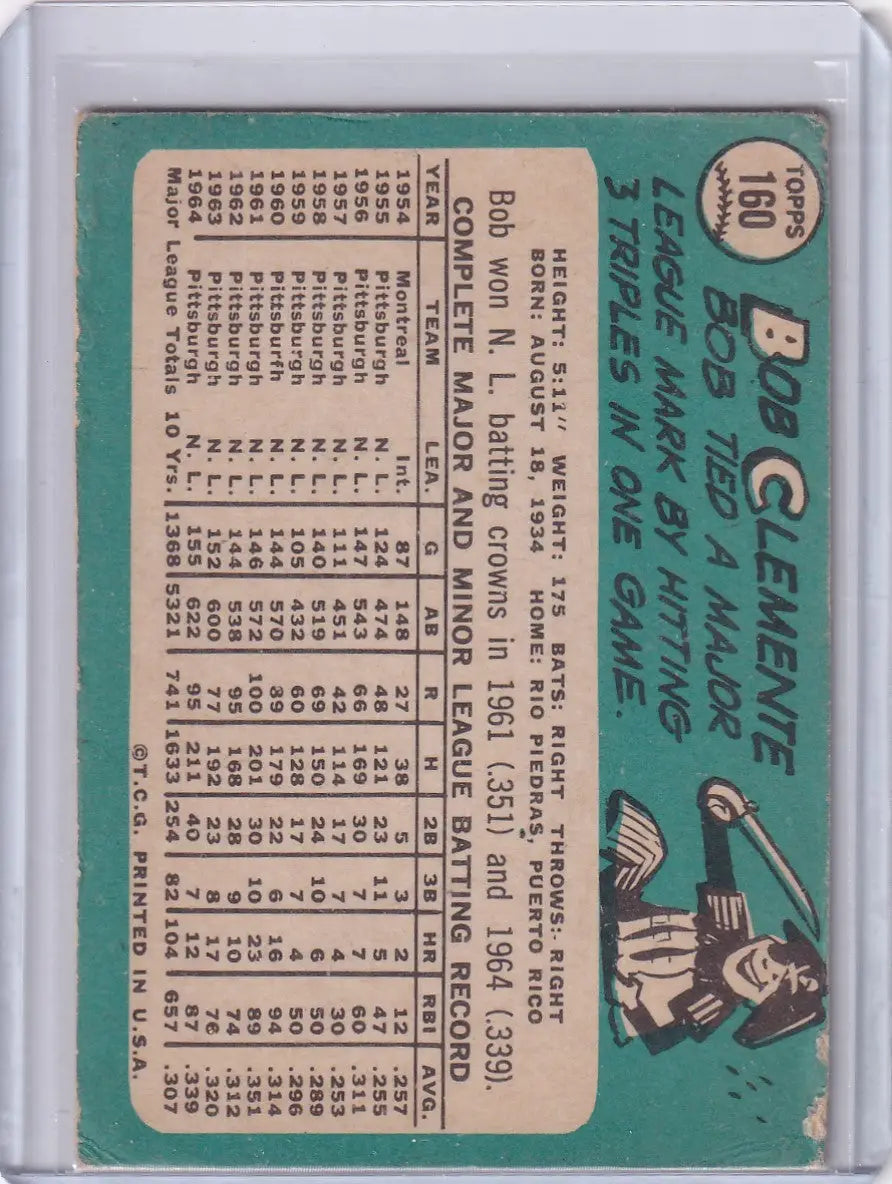 TOPPS
160
BOB CLEMENTE
BOB TIED A MAJOR
LEAGUE MARK BY HITTING
3 TRIPLES IN ONE GAME.
HEIGHT: 5:11" WEIGHT: 175 BATS: RIGHT THROWS: RIGHT
BORN: AUGUST 18, 1934 HOME: RIO PIEDRAS, PUERTO RICO
Bob won N. L. batting crowns in 1961 (.351) and 1964 (.339).
COMPLETE MAJOR AND MINOR LEAGUE BATTING RECORD
YEAR TEAM LEA. G AB R H 2B 3B HR RBI AVG.
1954 Montreal Int. 87 148 27 38 5 3 2 12 .257
1955 Pittsburgh N. L. 124 474 48 121 23 11 5 47 .255
1956 Pittsburgh N. L. 147 543 66 169 30 7 7 60 .311
1957 Pittsburgh N. L. 111 451 42 114 17 7 4 30 .253
1958 Pittsburgh N. L. 140 519 69 150 24 10 6 50 .289
1959 Pittsburgh N. L. 105 432 60 128 17 7 4 50 .296
1960 Pittsburfh N. L. 144 570 89 179 22 6 16 94 .314
1961 Pittsburgh N. L. 146 572 100 201 30 10 23 89 .351
1962 Pittsburgh N. L. 144 538 95 168 28 9 10 74 .312
1963 Pittsburgh N. L. 152 600 77 192 23 8 17 76 .320
1964 Pittsburgh N. L. 155 622 95 211 40 7 12 87 .339
Major League Totals 10 Yrs. 1368 5321 741 1633 254 82 104 657 .307
©T.C.G. PRINTED IN U.S.A.